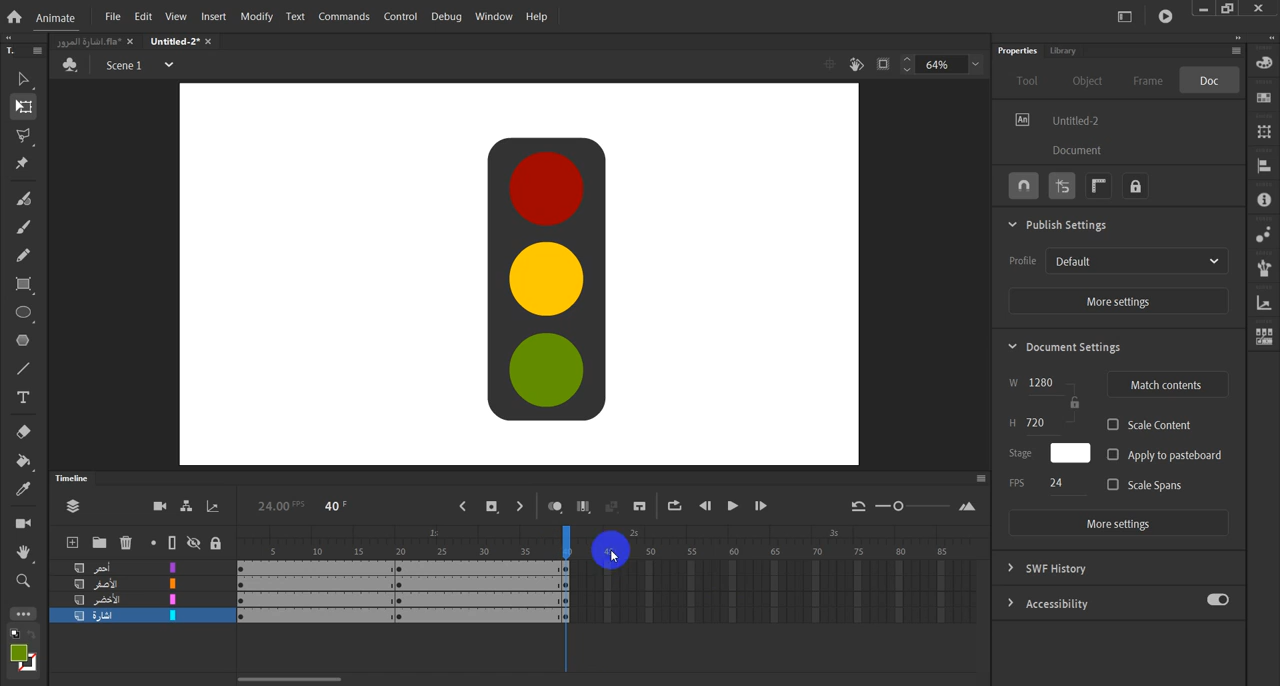 Animate File Edit View Insert Modify Text Commands Control Debug Window Help
اشارة المرور.fla* Untitled-2*
T.
Scene 1 64%
Properties Library
Tool Object Frame Doc
An Untitled-2
Document
Publish Settings
Profile Default
More settings
Document Settings
W 1280 Match contents
H 720 Scale Content
Stage Apply to pasteboard
FPS 24 Scale Spans
More settings
SWF History
Accessibility
Timeline
24.00 FPS 40 F
1s 2s 3s
5 10 15 20 25 30 35 40 45 50 55 60 65 70 75 80 85
أحمر
الأصفر
الأخضر
اشارة